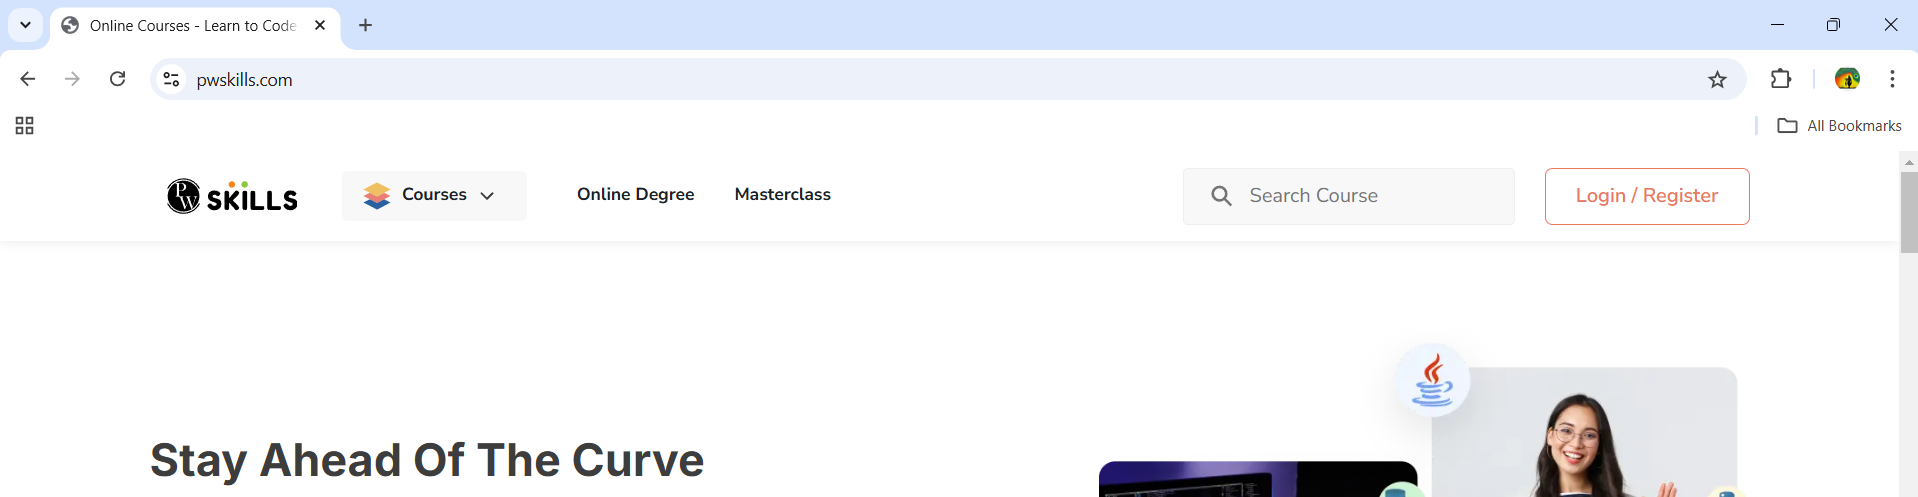 Online Courses - Learn to Code
pwskills.com
All Bookmarks
PW SKILLS
Courses
Online Degree
Masterclass
Search Course
Login / Register
Stay Ahead Of The Curve